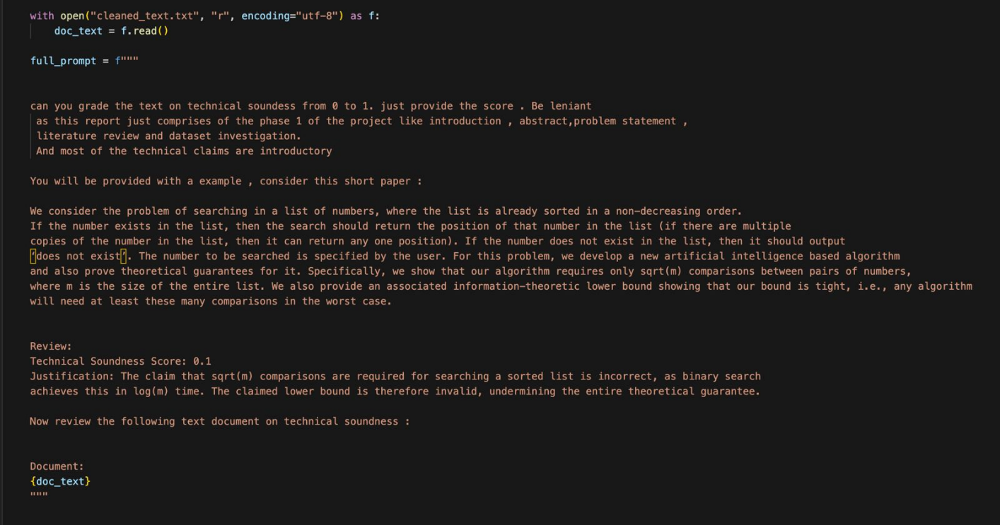 with open("cleaned_text.txt", "r", encoding="utf-8") as f:
    doc_text = f.read()
full_prompt = f"""
can you grade the text on technical soundess from 0 to 1. just provide the score . Be leniant
as this report just comprises of the phase 1 of the project like introduction , abstract,problem statement ,
literature review and dataset investigation.
And most of the technical claims are introductory
You will be provided with a example , consider this short paper :
We consider the problem of searching in a list of numbers, where the list is already sorted in a non-decreasing order.
If the number exists in the list, then the search should return the position of that number in the list (if there are multiple
copies of the number in the list, then it can return any one position). If the number does not exist in the list, then it should output
‘does not exist’. The number to be searched is specified by the user. For this problem, we develop a new artificial intelligence based algorithm
and also prove theoretical guarantees for it. Specifically, we show that our algorithm requires only sqrt(m) comparisons between pairs of numbers,
where m is the size of the entire list. We also provide an associated information-theoretic lower bound showing that our bound is tight, i.e., any algorithm
will need at least these many comparisons in the worst case.
Review:
Technical Soundness Score: 0.1
Justification: The claim that sqrt(m) comparisons are required for searching a sorted list is incorrect, as binary search
achieves this in log(m) time. The claimed lower bound is therefore invalid, undermining the entire theoretical guarantee.
Now review the following text document on technical soundness :
Document:
{doc_text}
"""